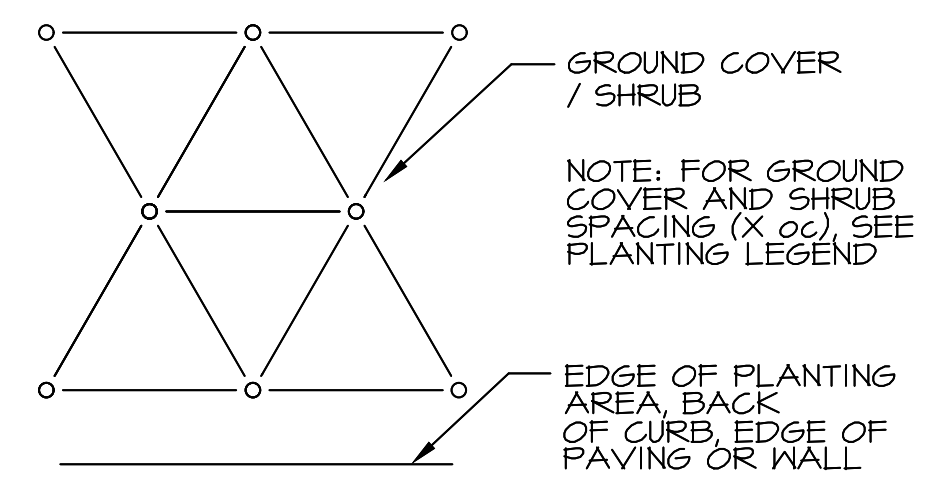 GROUND COVER
/ SHRUB
NOTE: FOR GROUND
COVER AND SHRUB
SPACING (X oc), SEE
PLANTING LEGEND
EDGE OF PLANTING
AREA, BACK
OF CURB, EDGE OF
PAVING OR WALL